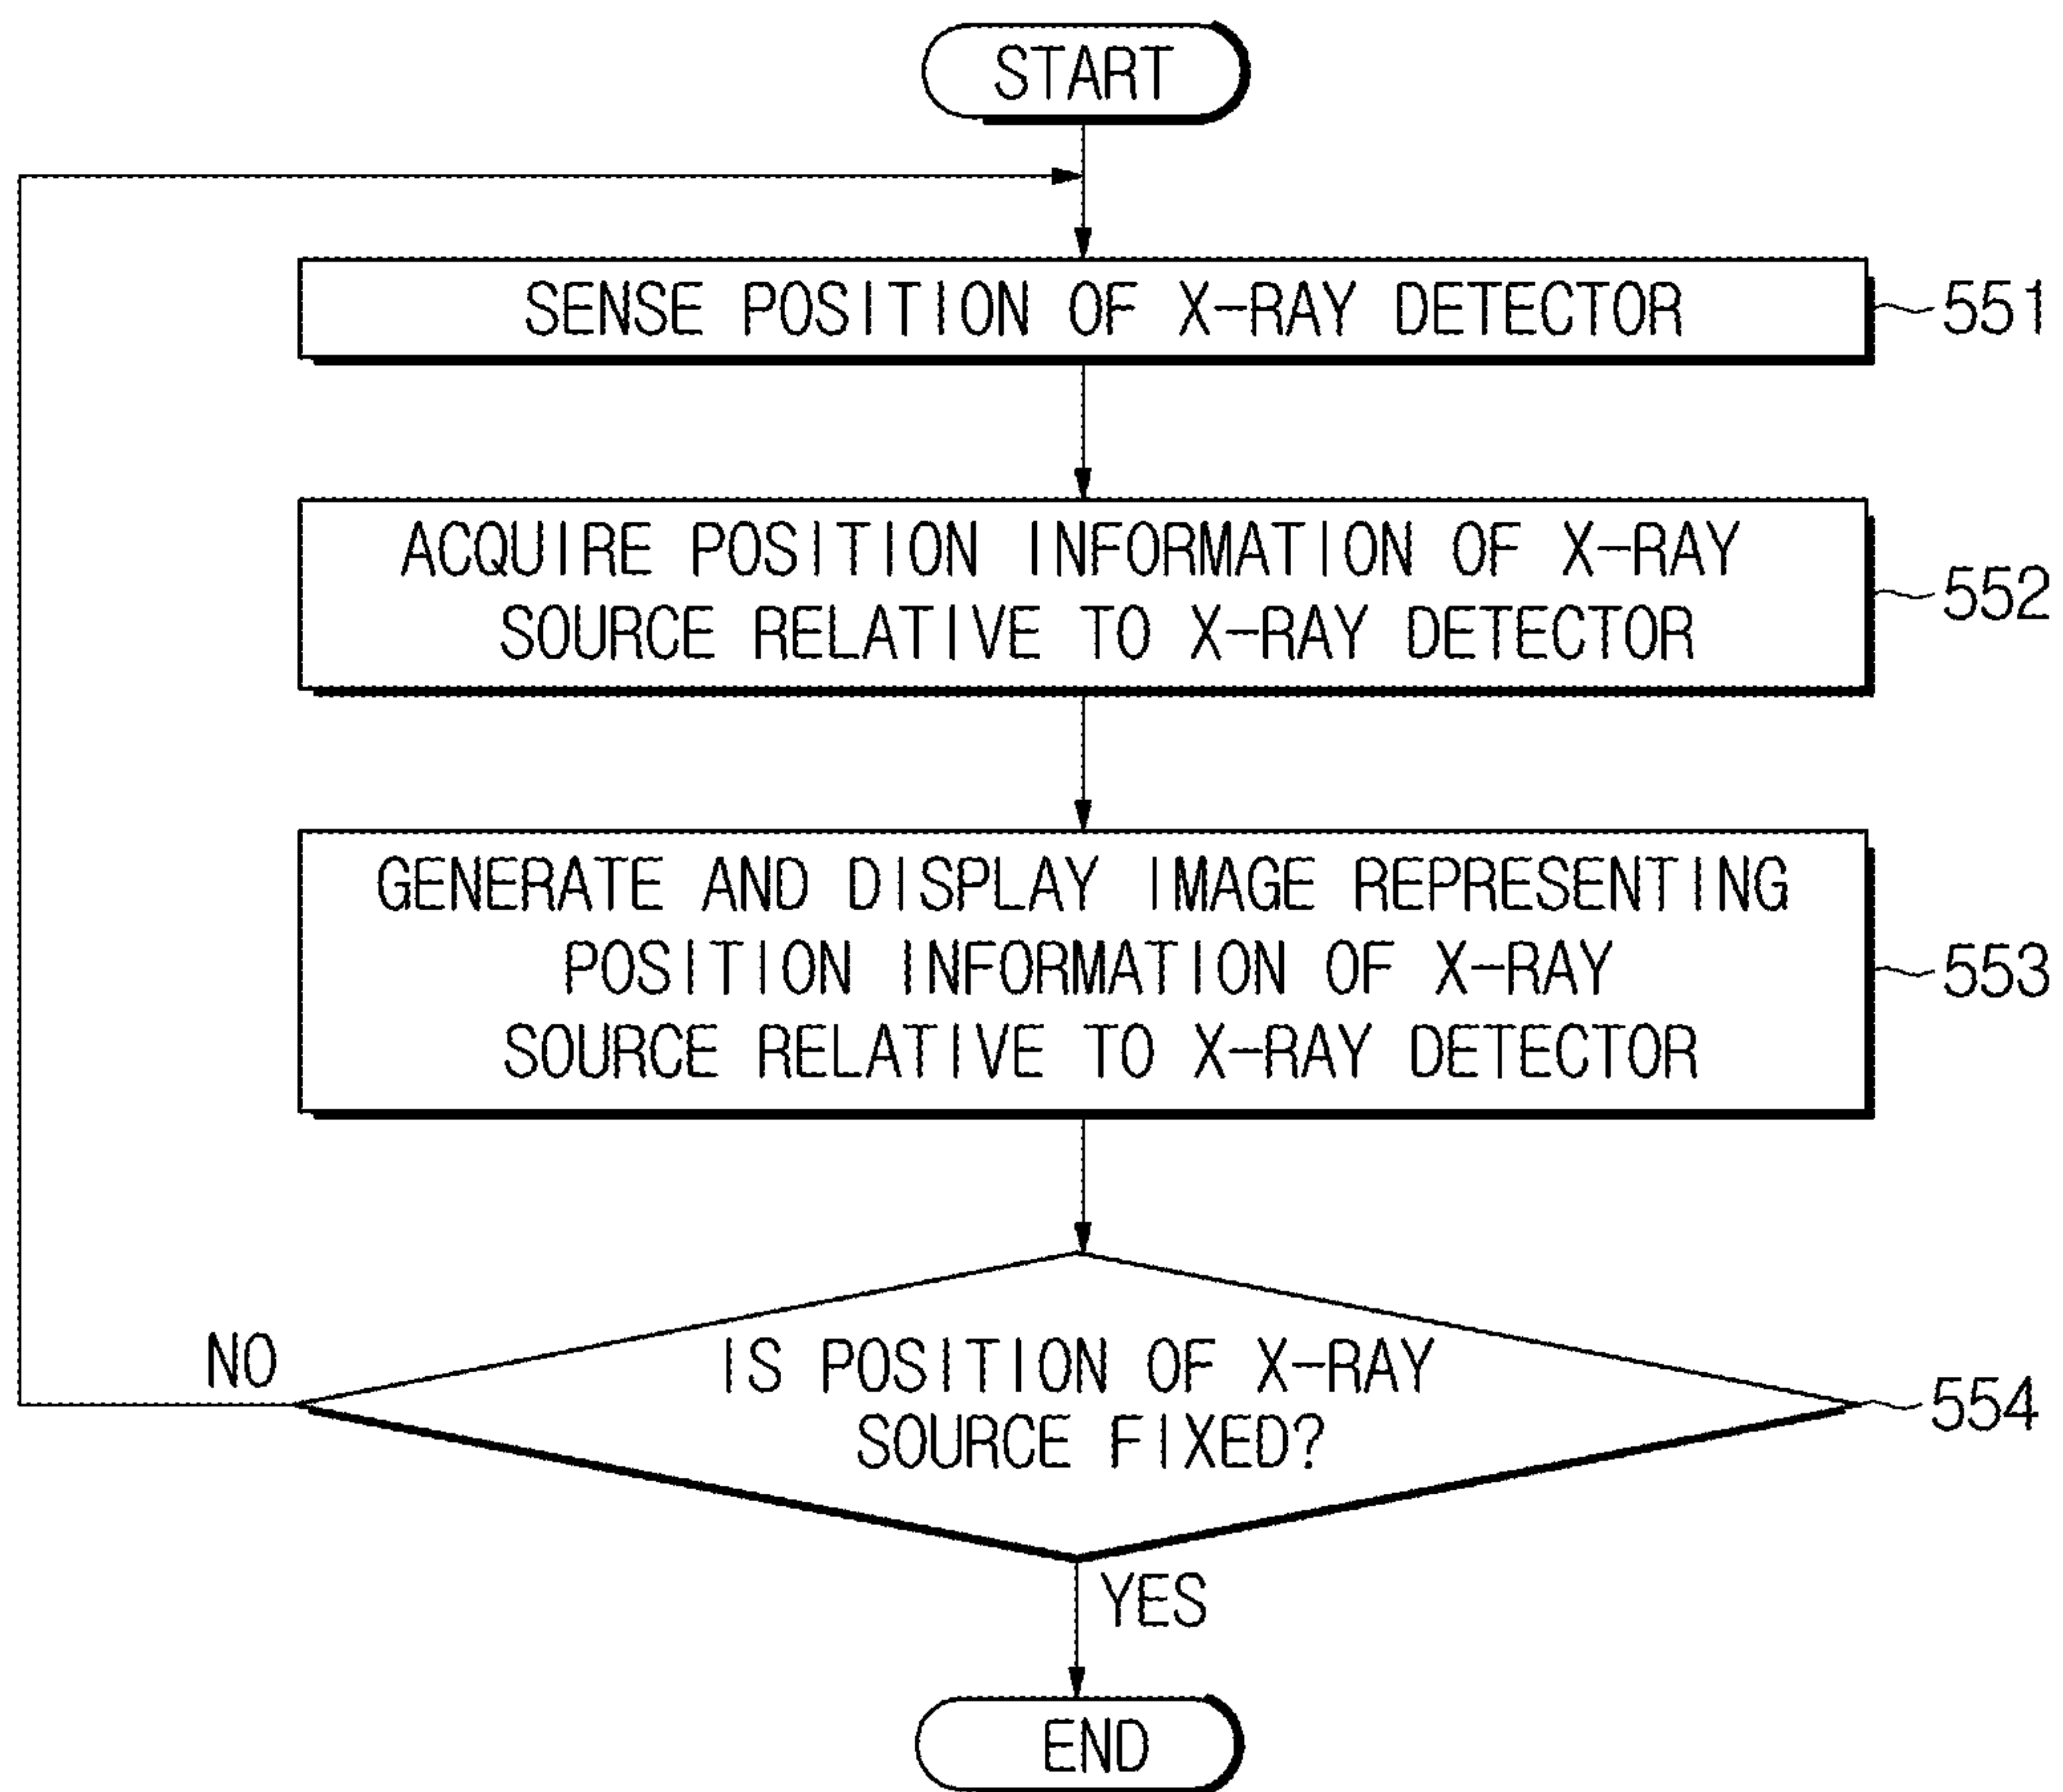 START
SENSE POSITION OF X-RAY DETECTOR
551
ACQUIRE POSITION INFORMATION OF X-RAY
SOURCE RELATIVE TO X-RAY DETECTOR
552
GENERATE AND DISPLAY IMAGE REPRESENTING
POSITION INFORMATION OF X-RAY
SOURCE RELATIVE TO X-RAY DETECTOR
553
NO
IS POSITION OF X-RAY
SOURCE FIXED?
554
YES
END